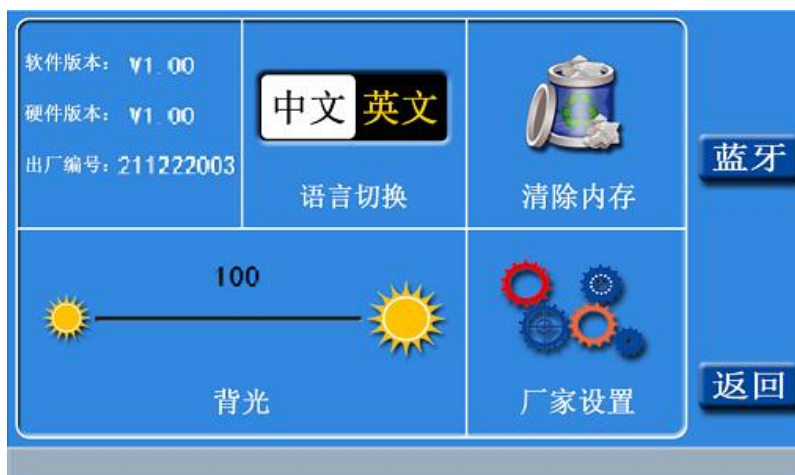 软件版本： V1.00
硬件版本： V1.00
出厂编号：211222003
中文 英文
语言切换
清除内存
蓝牙
100
背光
厂家设置
返回